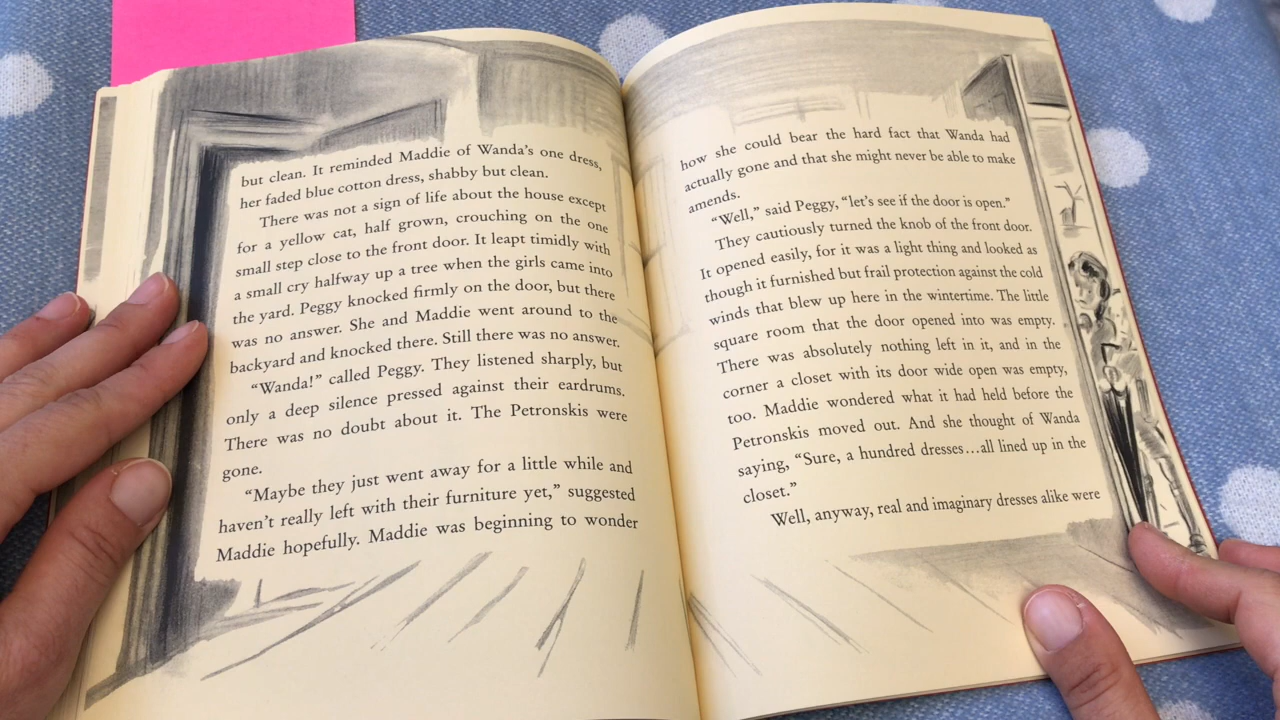 but clean. It reminded Maddie of Wanda's one dress,
her faded blue cotton dress, shabby but clean.
There was not a sign of life about the house except
for a yellow cat, half grown, crouching on the one
small step close to the front door. It leapt timidly with
a small cry halfway up a tree when the girls came into
the yard. Peggy knocked firmly on the door, but there
was no answer. She and Maddie went around to the
backyard and knocked there. Still there was no answer.
“Wanda!” called Peggy. They listened sharply, but
only a deep silence pressed against their eardrums.
There was no doubt about it. The Petronskis were
gone.
“Maybe they just went away for a little while and
haven't really left with their furniture yet,” suggested
Maddie hopefully. Maddie was beginning to wonder
how she could bear the hard fact that Wanda had
actually gone and that she might never be able to make
amends.
“Well,” said Peggy, “let's see if the door is open.”
They cautiously turned the knob of the front door.
It opened easily, for it was a light thing and looked as
though it furnished but frail protection against the cold
winds that blew up here in the wintertime. The little
square room that the door opened into was empty.
There was absolutely nothing left in it, and in the
corner a closet with its door wide open was empty,
too. Maddie wondered what it had held before the
Petronskis moved out. And she thought of Wanda
saying, “Sure, a hundred dresses...all lined up in the
closet.”
Well, anyway, real and imaginary dresses alike were